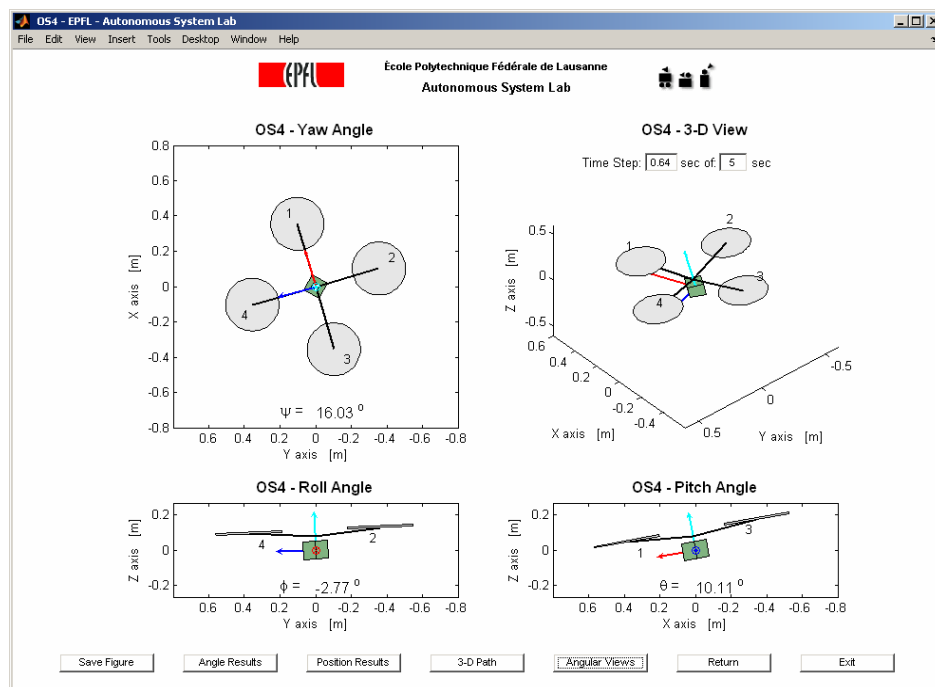 OS4 - EPFL - Autonomous System Lab
File Edit View Insert Tools Desktop Window Help
EPFL
École Polytechnique Fédérale de Lausanne
Autonomous System Lab
OS4 - Yaw Angle
0.8
0.6
0.4
0.2
0
-0.2
-0.4
-0.6
-0.8
X axis [m]
1
2
3
4
Ψ = 16.03 º
0.6 0.4 0.2 0 -0.2 -0.4 -0.6 -0.8
Y axis [m]
OS4 - 3-D View
Time Step: 0.64 sec of: 5 sec
0.5
0
-0.5
Z axis [m]
1
2
3
4
0.6
0.4
0.2
0
-0.2
-0.4
X axis [m]
-0.5
0
0.5
Y axis [m]
OS4 - Roll Angle
0.2
0
-0.2
Z axis [m]
4
2
ϕ = -2.77 º
0.6 0.4 0.2 0 -0.2 -0.4 -0.6 -0.8
Y axis [m]
OS4 - Pitch Angle
0.2
0
-0.2
Z axis [m]
1
3
θ = 10.11 º
0.6 0.4 0.2 0 -0.2 -0.4 -0.6 -0.8
X axis [m]
Save Figure Angle Results Position Results 3-D Path Angular Views Return Exit